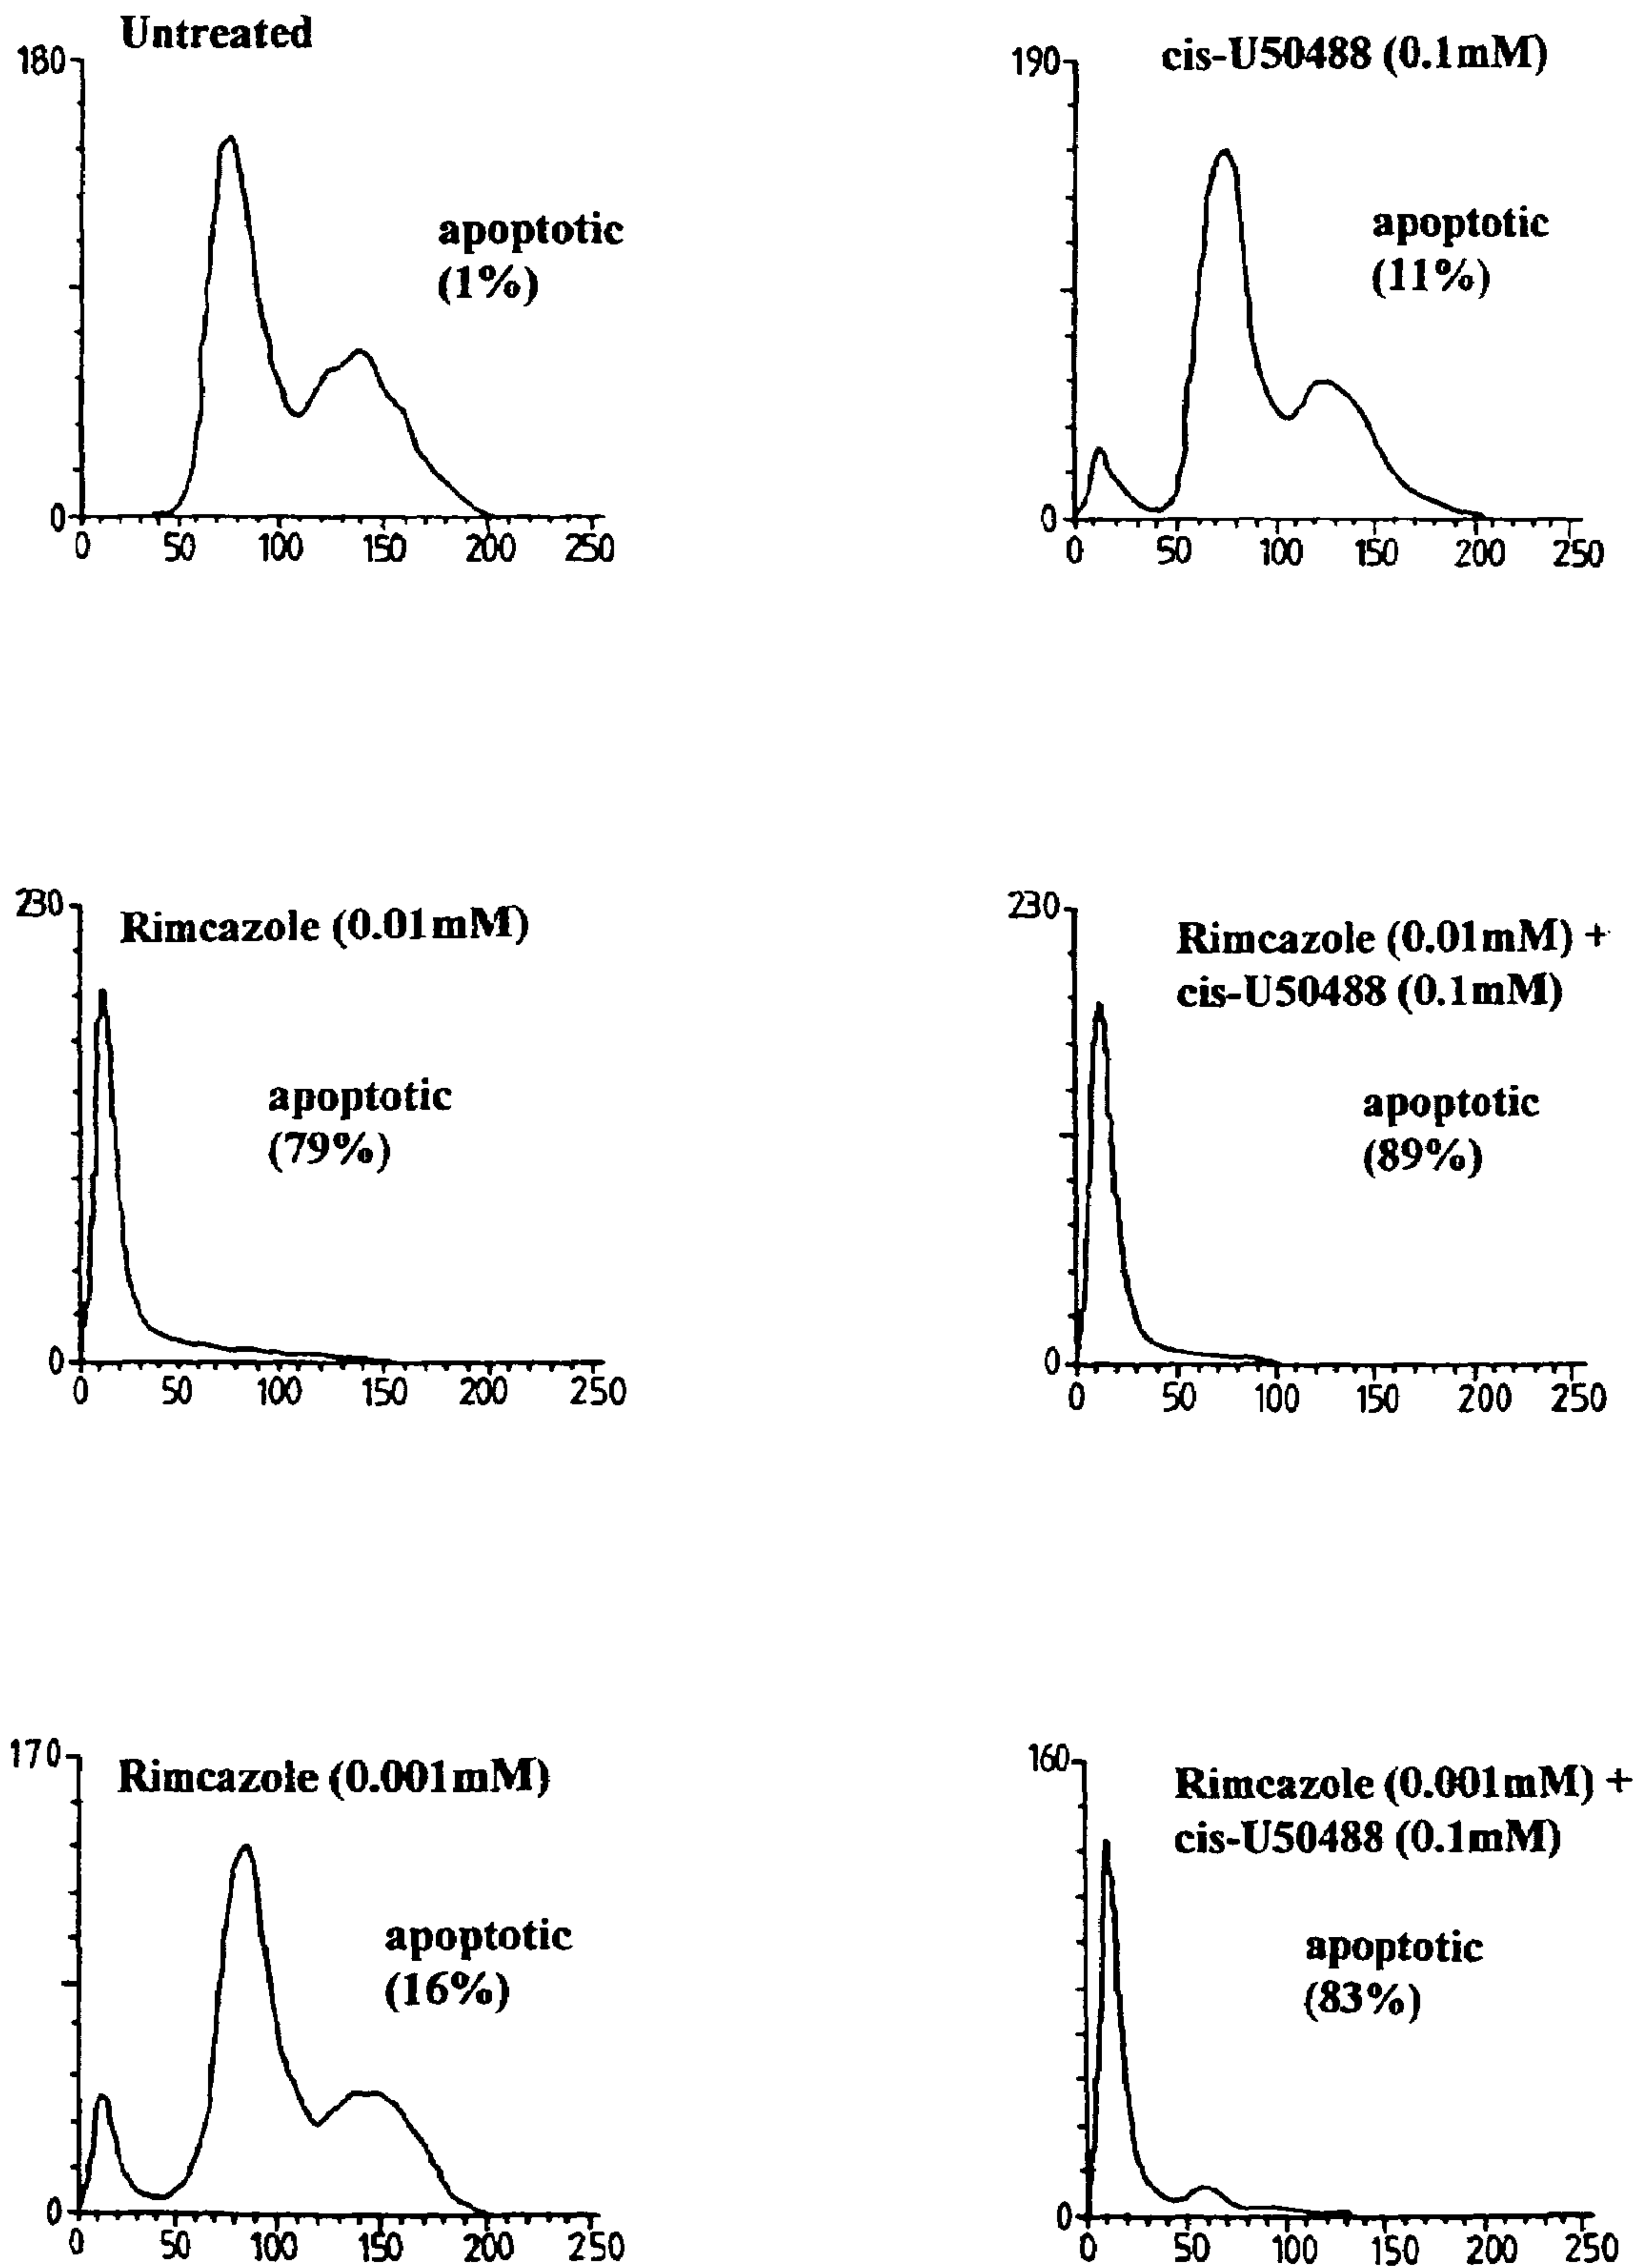 Untreated
180
apoptotic
(1%)
0
0 50 100 150 200 250
cis-U50488 (0.1mM)
190
apoptotic
(11%)
0
0 50 100 150 200 250
230
Rimcazole (0.01mM)
apoptotic
(79%)
0
0 50 100 150 200 250
230
Rimcazole (0.01mM) +
cis-U50488 (0.1mM)
apoptotic
(89%)
0
0 50 100 150 200 250
170
Rimcazole (0.001mM)
apoptotic
(16%)
0
0 50 100 150 200 250
160
Rimcazole (0.001mM) +
cis-U50488 (0.1mM)
apoptotic
(83%)
0
0 50 100 150 200 250